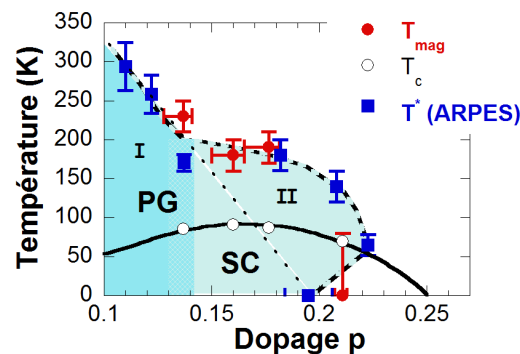 Température (K)
350
300
250
200
150
100
50
0
T_mag
T_c
T* (ARPES)
I
II
PG
SC
0.1
0.15
0.2
0.25
Dopage p